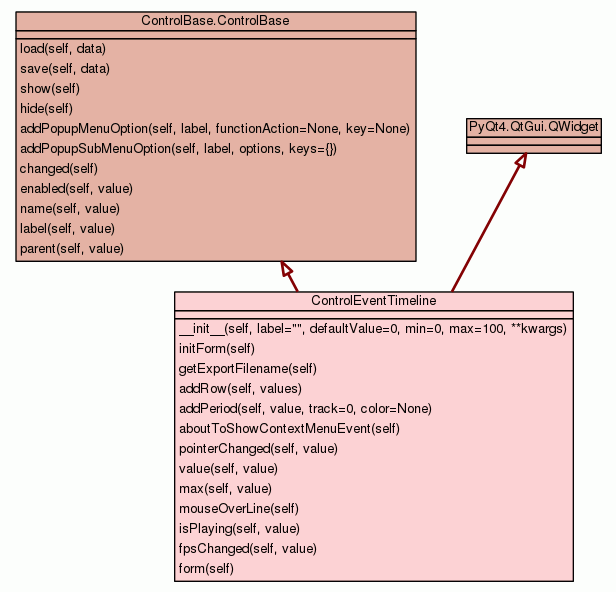 ControlBase.ControlBase
load(self, data)
save(self, data)
show(self)
hide(self)
addPopupMenuOption(self, label, functionAction=None, key=None)
addPopupSubMenuOption(self, label, options, keys={})
changed(self)
enabled(self, value)
name(self, value)
label(self, value)
parent(self, value)
PyQt4.QtGui.QWidget
ControlEventTimeline
__init__(self, label="", defaultValue=0, min=0, max=100, **kwargs)
initForm(self)
getExportFilename(self)
addRow(self, values)
addPeriod(self, value, track=0, color=None)
aboutToShowContextMenuEvent(self)
pointerChanged(self, value)
value(self, value)
max(self, value)
mouseOverLine(self)
isPlaying(self, value)
fpsChanged(self, value)
form(self)